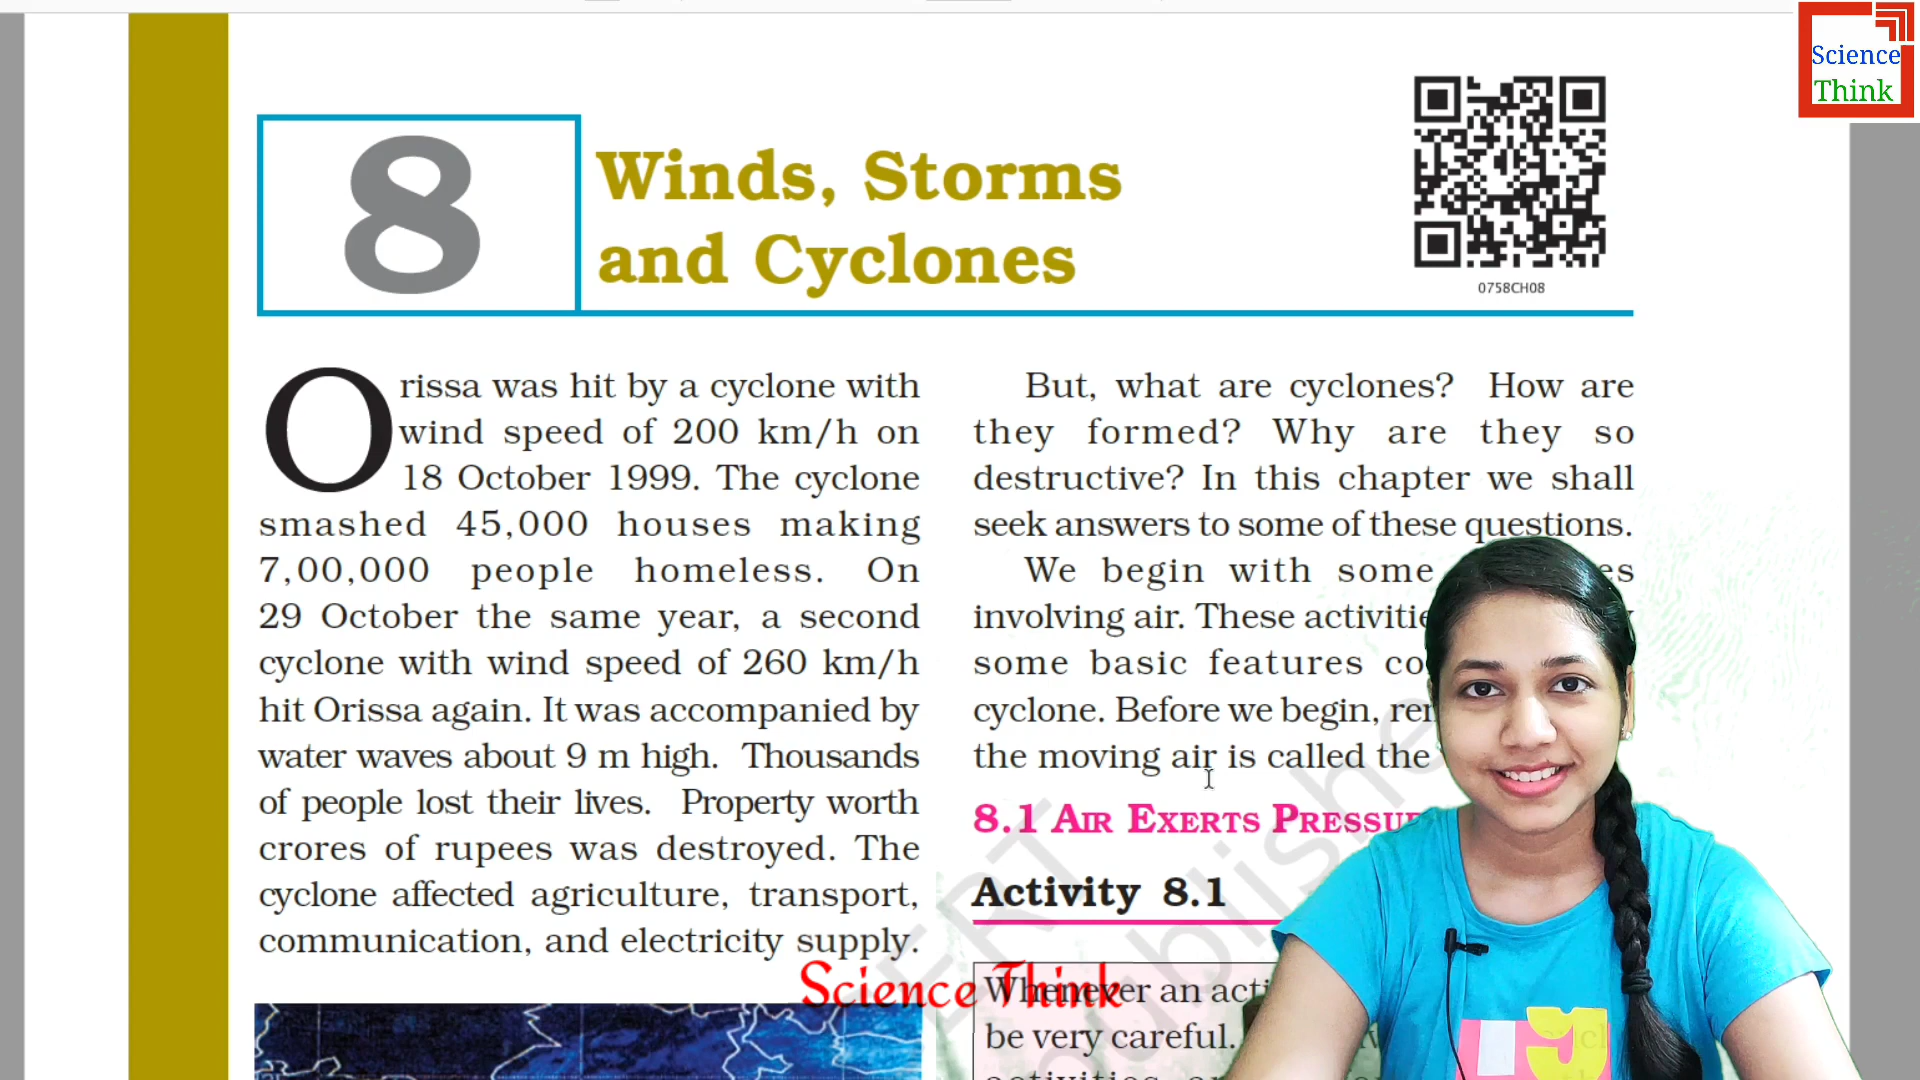 Science
Think
0758CH08
8
Winds, Storms
and Cyclones
Orissa was hit by a cyclone with
wind speed of 200 km/h on
18 October 1999. The cyclone
smashed 45,000 houses making
7,00,000 people homeless. On
29 October the same year, a second
cyclone with wind speed of 260 km/h
hit Orissa again. It was accompanied by
water waves about 9 m high. Thousands
of people lost their lives. Property worth
crores of rupees was destroyed. The
cyclone affected agriculture, transport,
communication, and electricity supply.
But, what are cyclones? How are
they formed? Why are they so
destructive? In this chapter we shall
seek answers to some of these questions.
We begin with some
involving air. These
some basic features
cyclone. Before we begin,
the moving air is called the
8.1 AIR EXERTS
Activity 8.1
Whenever an
be very careful.
Science Think